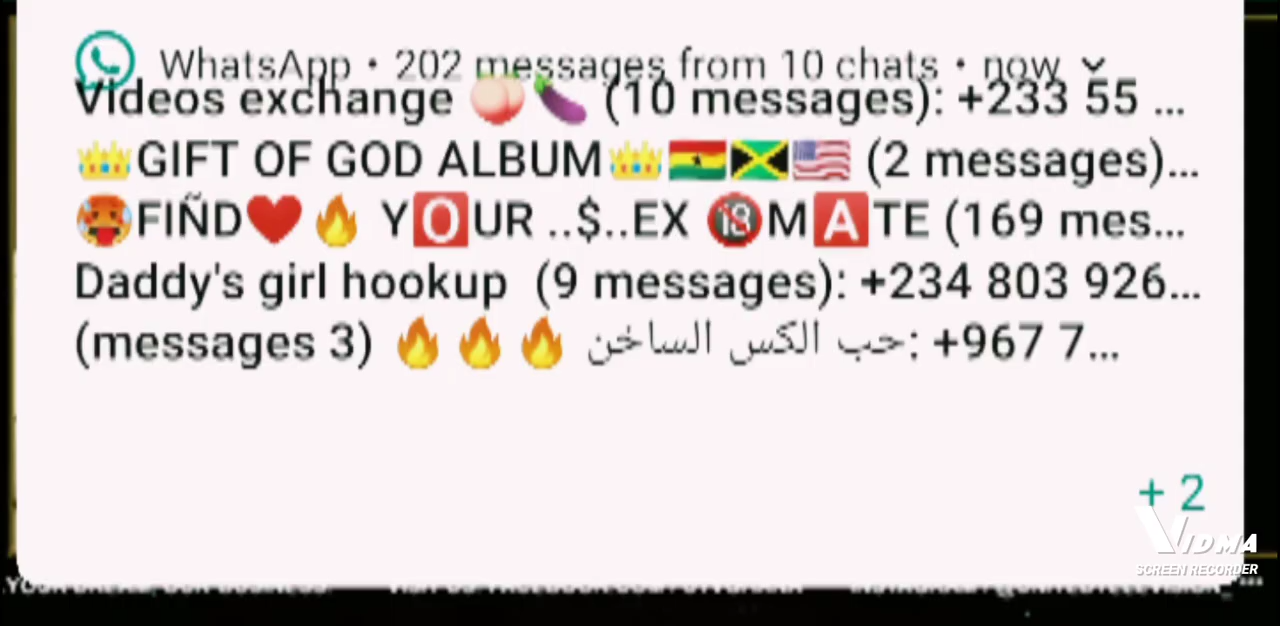 WhatsApp • 202 messages from 10 chats • now
Videos exchange 🍑🍆 (10 messages): +233 55 ...
👑GIFT OF GOD ALBUM👑🇬🇭🇯🇲🇺🇸 (2 messages)...
🥵FIÑD❤️🔥 Y🅾️UR ..$..EX 🔞M🅰️TE (169 mes...
Daddy's girl hookup (9 messages): +234 803 926...
(messages 3) 🔥🔥🔥 حب الكس الساخن: +967 7...
+ 2
VIDMA
SCREEN RECORDER